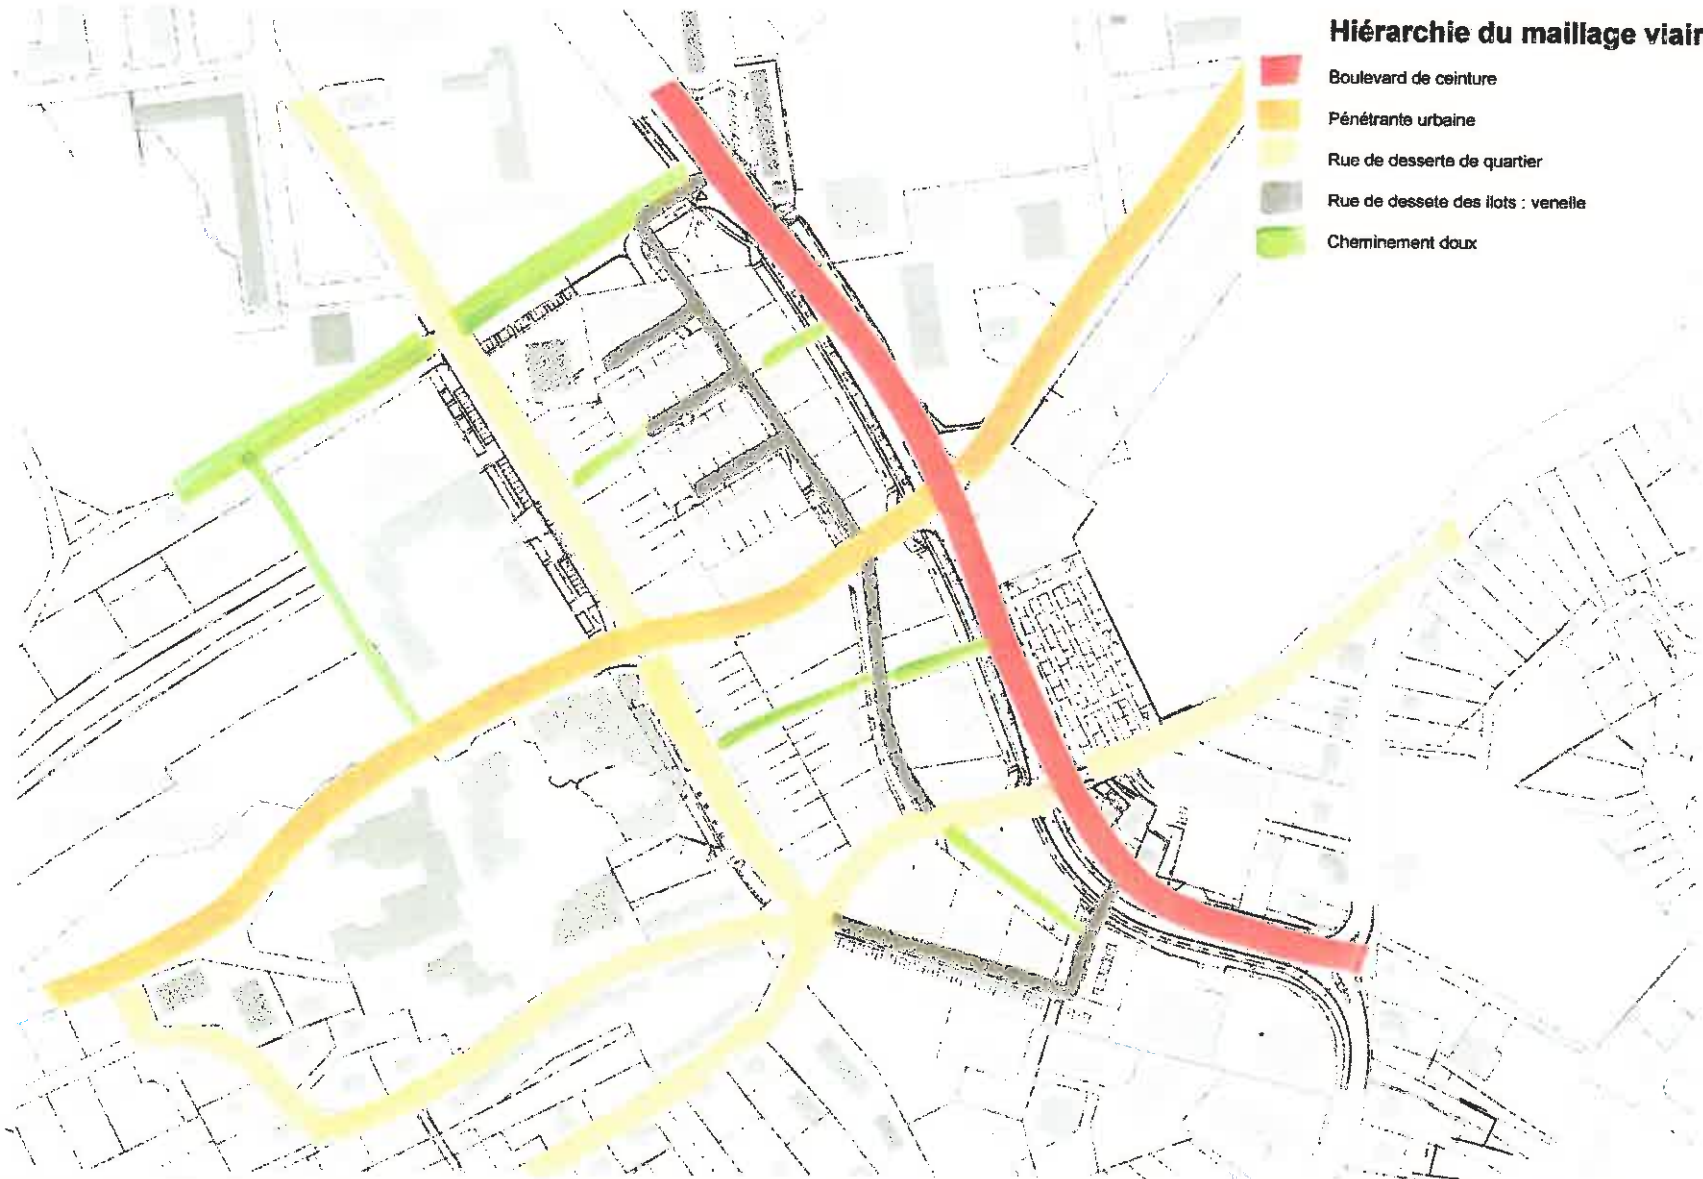 Hiérarchie du maillage viair
Boulevard de ceinture
Pénétrante urbaine
Rue de desserte de quartier
Rue de dessete des ilots : venelle
Cheminement doux